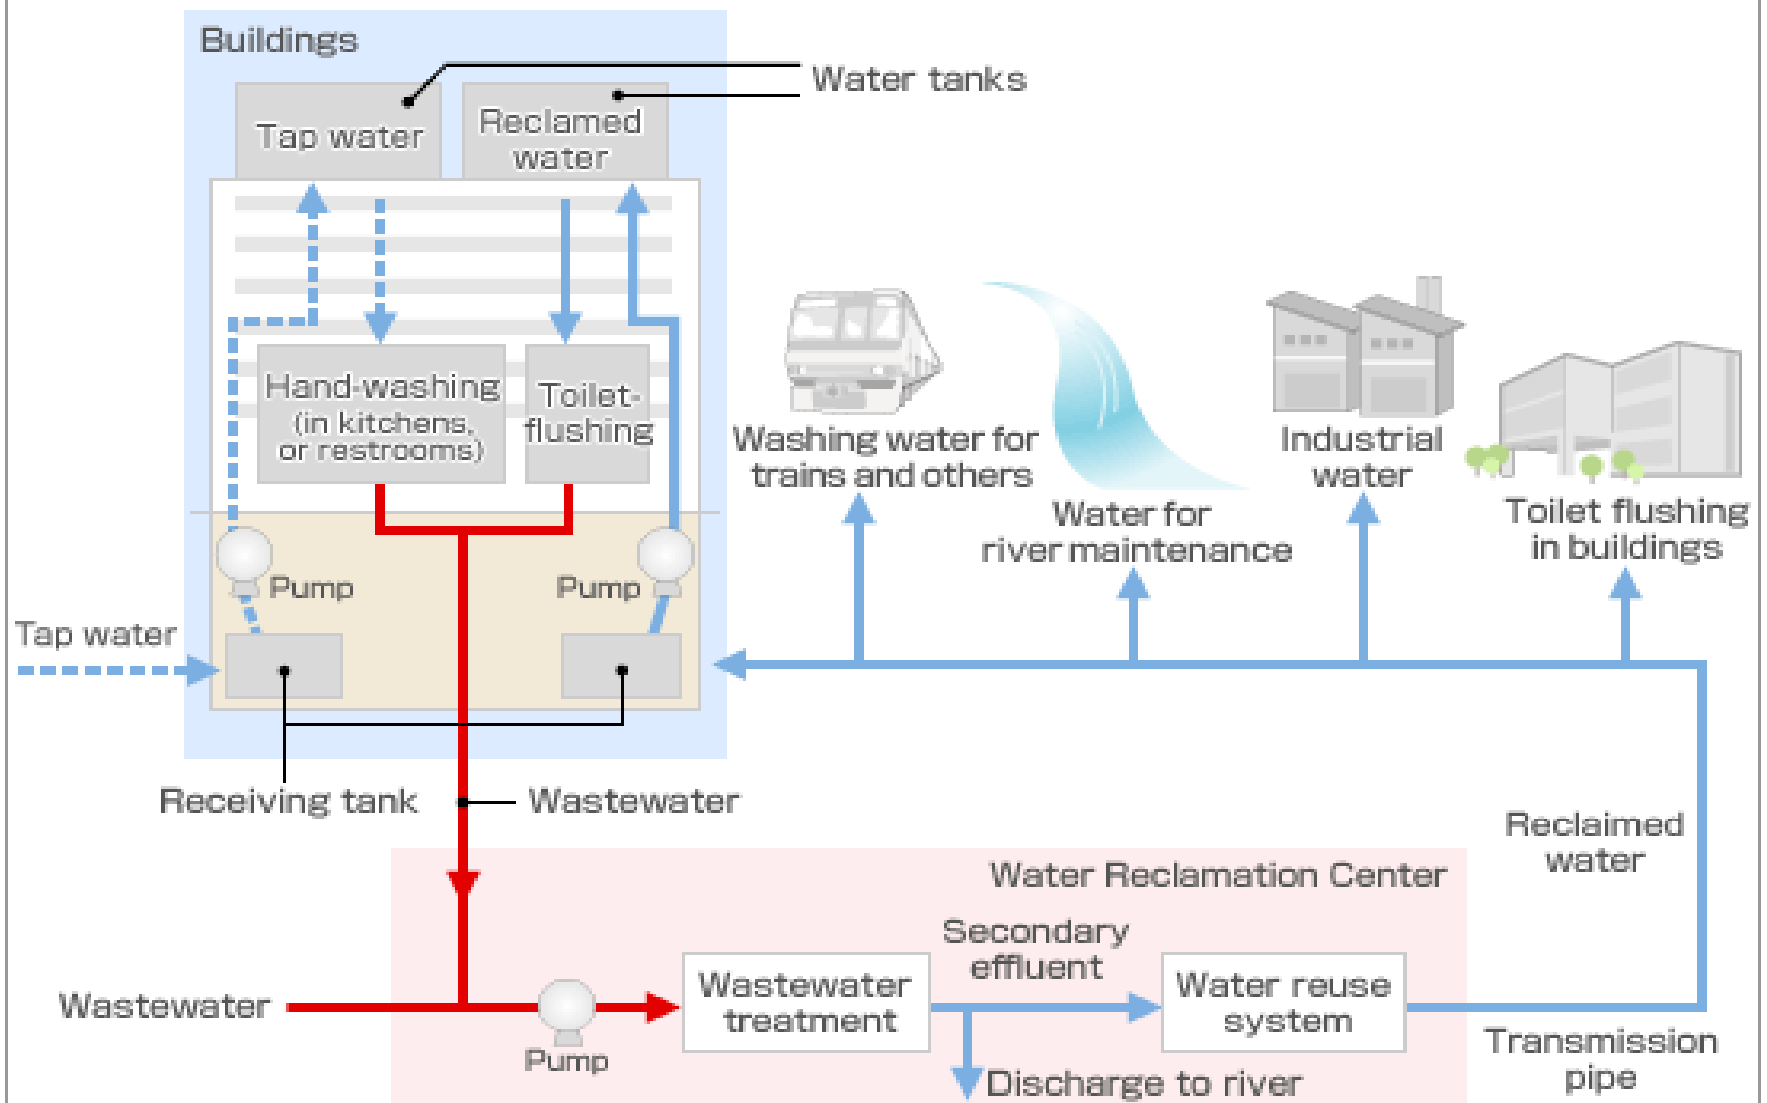 Buildings
Water tanks
Tap water
Reclamed
water
Hand-washing
(in kitchens,
or restrooms)
Toilet-
flushing
Pump
Pump
Tap water
Receiving tank
Wastewater
Washing water for
trains and others
Water for
river maintenance
Industrial
water
Toilet flushing
in buildings
Reclaimed
water
Water Reclamation Center
Secondary
effluent
Wastewater
Pump
Wastewater
treatment
Water reuse
system
Discharge to river
Transmission
pipe